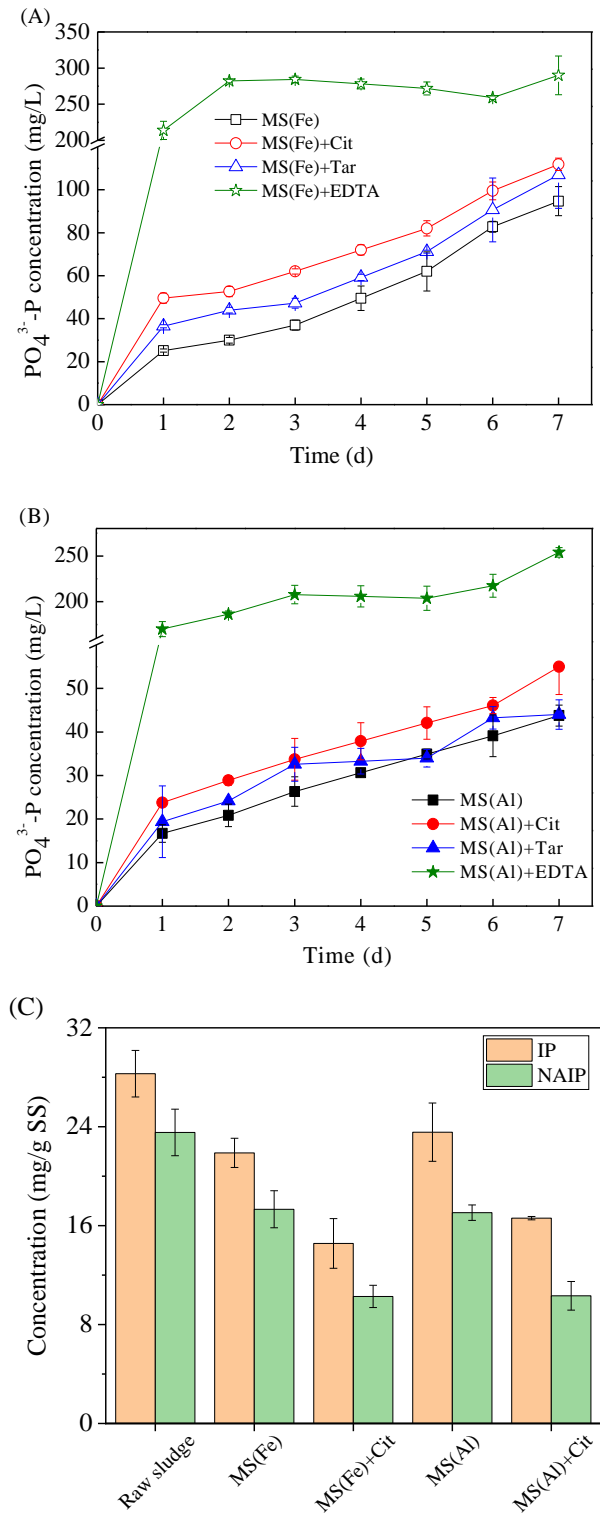 (A)
350
300
250
200
100
80
60
40
20
0
PO₄³⁻-P concentration (mg/L)
MS(Fe)
MS(Fe)+Cit
MS(Fe)+Tar
MS(Fe)+EDTA
0 1 2 3 4 5 6 7
Time (d)
(B)
250
200
50
40
30
20
10
0
PO₄³⁻-P concentration (mg/L)
MS(Al)
MS(Al)+Cit
MS(Al)+Tar
MS(Al)+EDTA
0 1 2 3 4 5 6 7
Time (d)
(C)
32
24
16
8
0
Concentration (mg/g SS)
IP
NAIP
Raw sludge
MS(Fe)
MS(Fe)+Cit
MS(Al)
MS(Al)+Cit